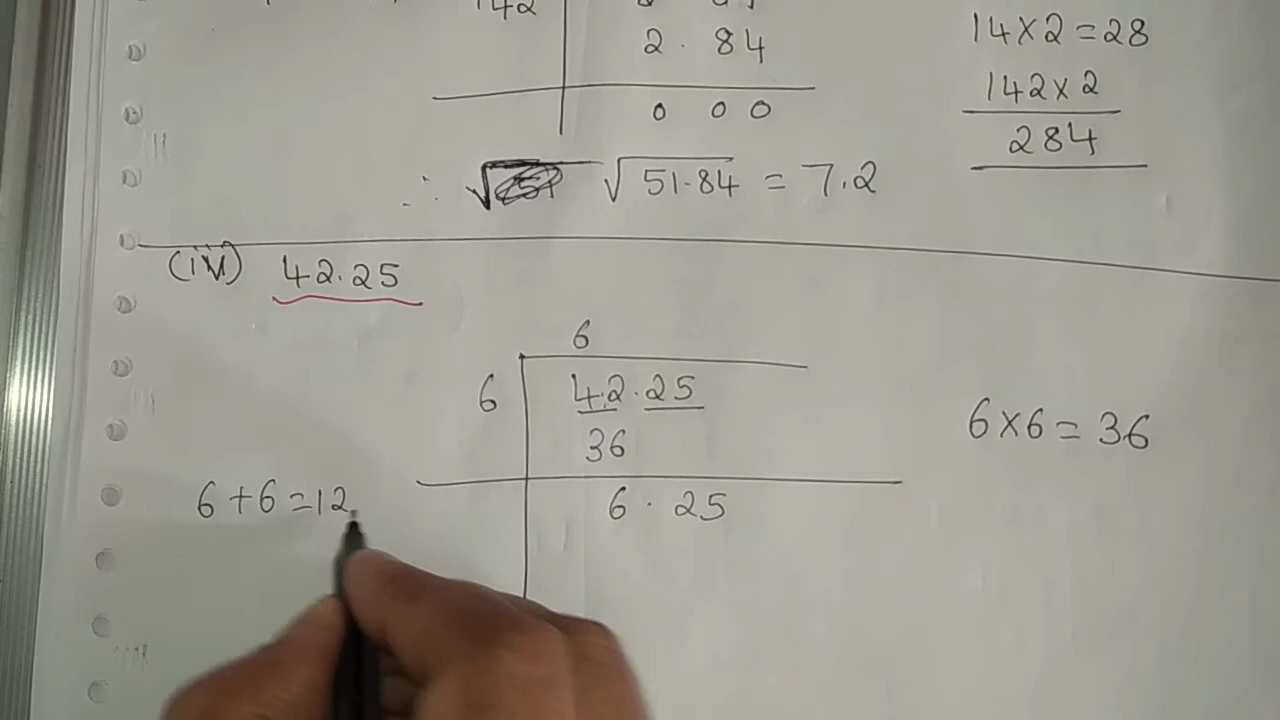 142
2 . 84
0 0 0
14×2=28
142×2
284
∴ √51.84 = 7.2
(iv) 42.25
6
6 42.25
36
6 . 25
6×6=36
6+6=12